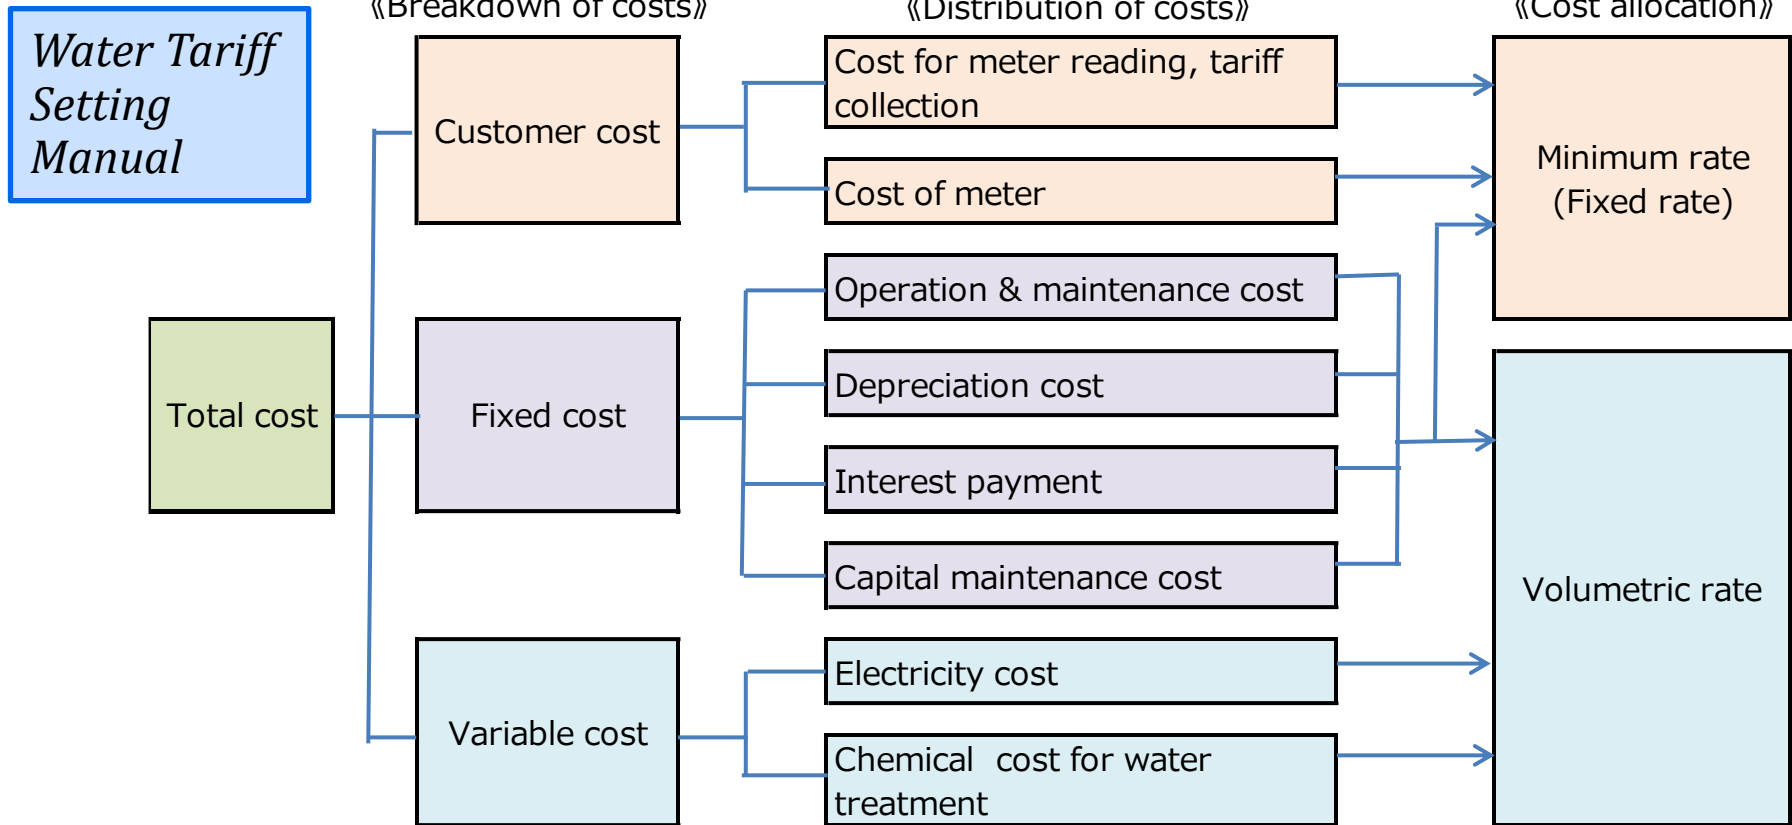 《Breakdown of costs》
《Distribution of costs》
《Cost allocation》
Water Tariff
Setting
Manual
Customer cost
Cost for meter reading, tariff
collection
Cost of meter
Minimum rate
(Fixed rate)
Total cost
Fixed cost
Operation & maintenance cost
Depreciation cost
Interest payment
Capital maintenance cost
Volumetric rate
Variable cost
Electricity cost
Chemical  cost for water
treatment